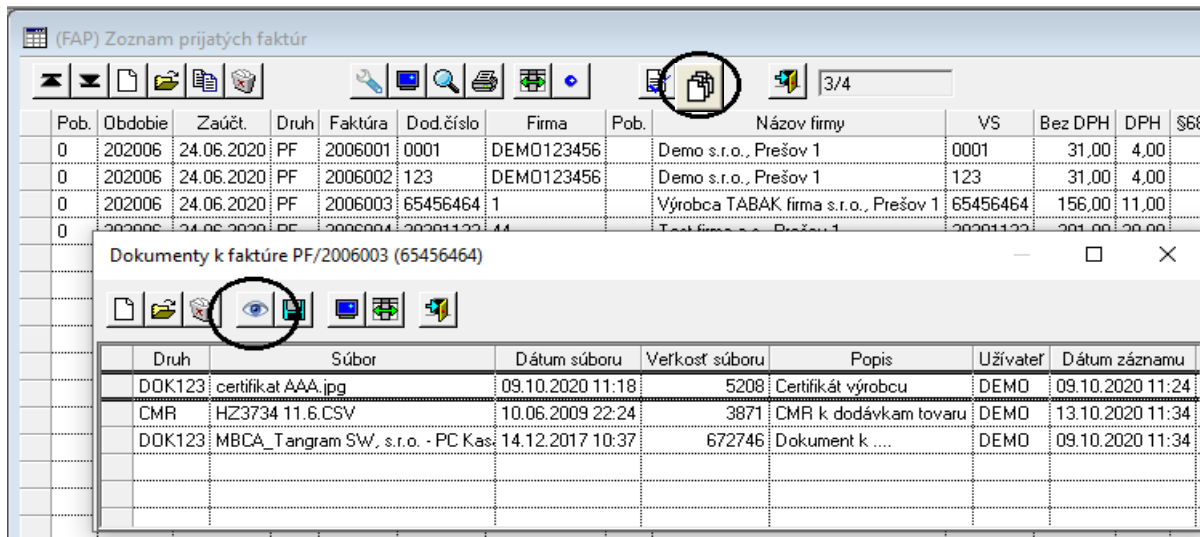 (FAP) Zoznam prijatých faktúr
3/4
Pob. Obdobie Zaúčt. Druh Faktúra Dod.číslo Firma Pob. Názov firmy VS Bez DPH DPH
0 202006 24.06.2020 PF 2006001 0001 DEMO123456 Demo s.r.o., Prešov 1 0001 31,00 4,00
0 202006 24.06.2020 PF 2006002 123 DEMO123456 Demo s.r.o., Prešov 1 123 31,00 4,00
0 202006 24.06.2020 PF 2006003 65456464 1 Výrobca TABAK firma s.r.o., Prešov 1 65456464 156,00 11,00
0 202006 24.06.2020 PF 2006004
Dokumenty k faktúre PF/2006003 (65456464)
Druh Súbor Dátum súboru Veľkosť súboru Popis Užívateľ Dátum záznamu
DOK123 certifikat AAA.jpg 09.10.2020 11:18 5208 Certifikát výrobcu DEMO 09.10.2020 11:24
CMR HZ3734 11.6.CSV 10.06.2009 22:24 3871 CMR k dodávkam tovaru DEMO 13.10.2020 11:34
DOK123 MBCA_Tangram SW, s.r.o. - PC Kas 14.12.2017 10:37 672746 Dokument k .... DEMO 09.10.2020 11:34